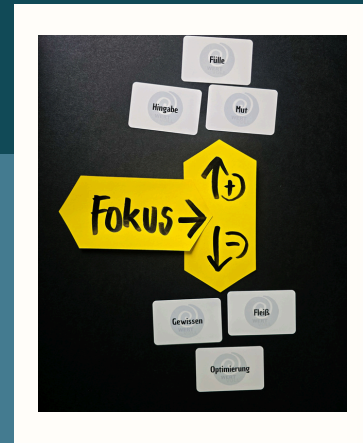 Fülle
Hingabe
Mut
Fokus →
↑ +
↓ -
Gewissen
Fleiß
Optimierung